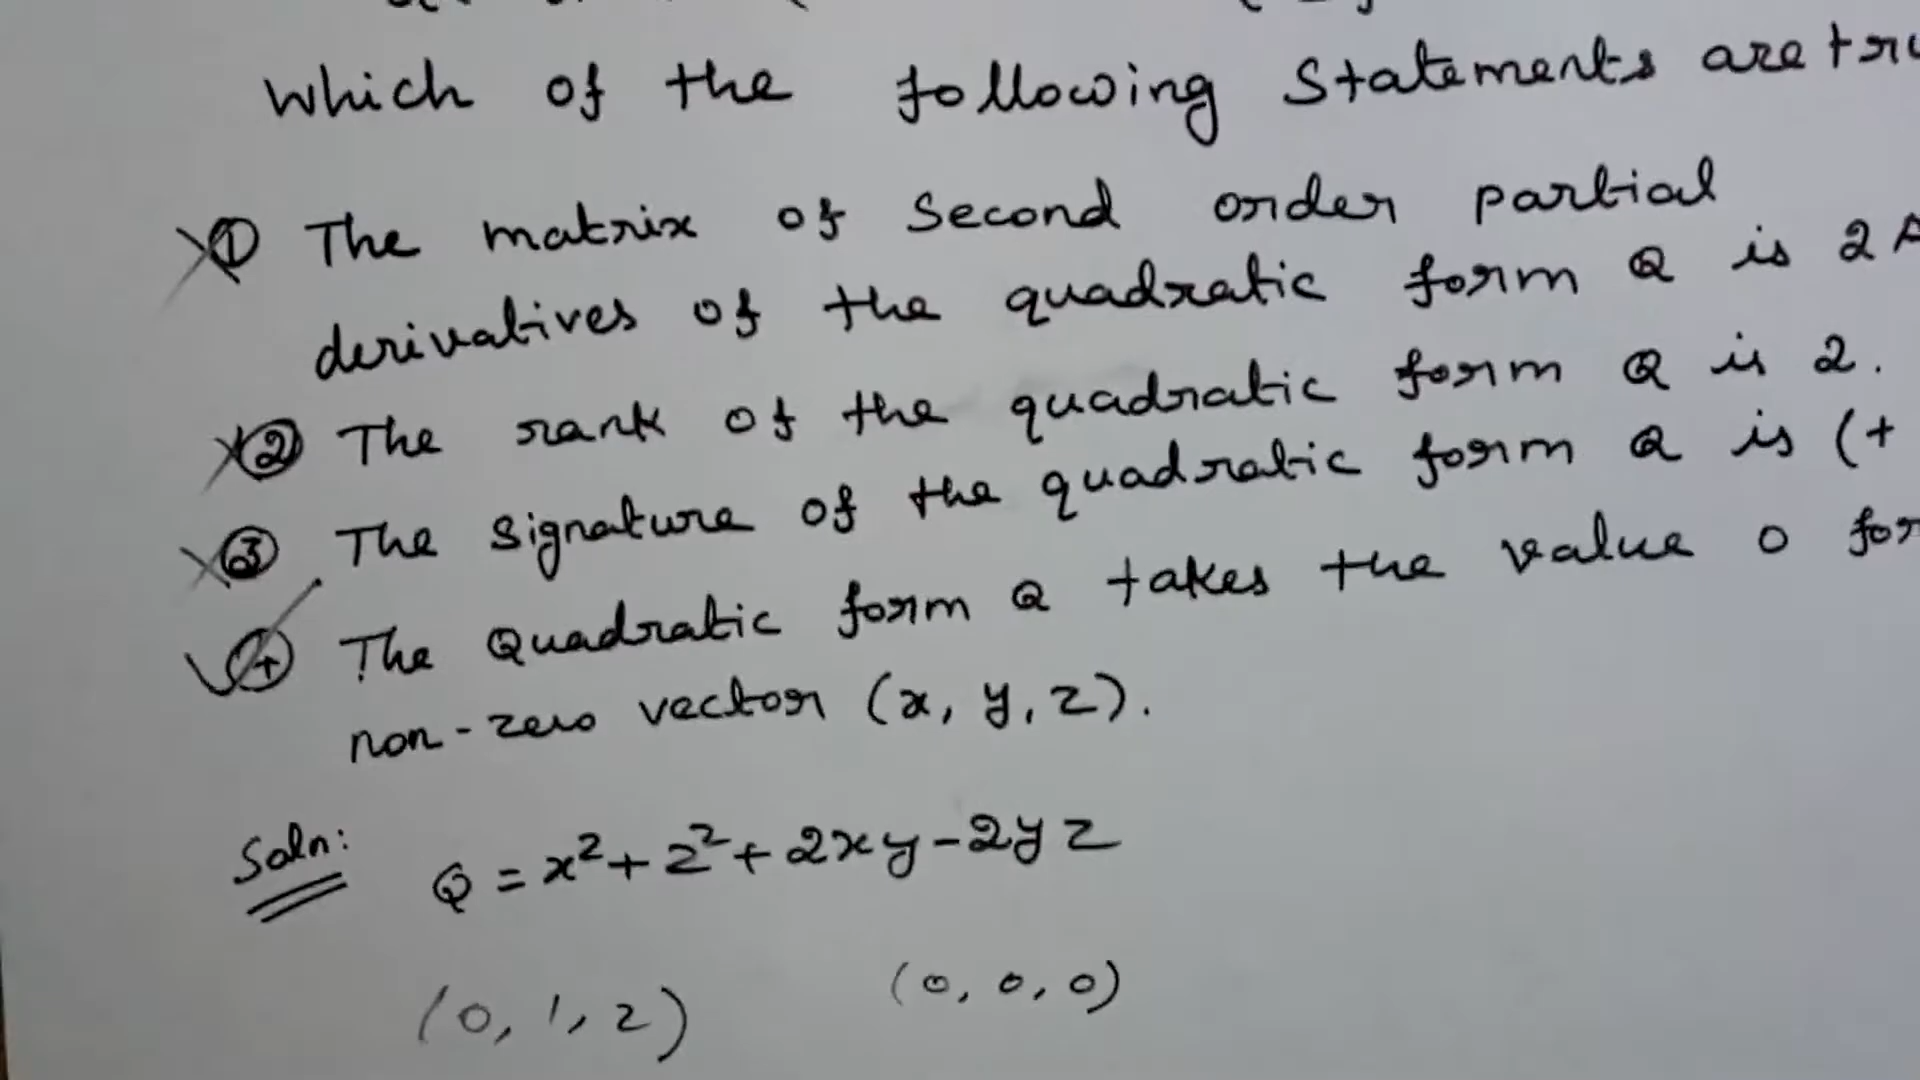 Which of the following Statements are
① The matrix of second order partial
derivatives of the quadratic form Q is 2
② The rank of the quadratic form Q is 2.
③ The signature of the quadratic form Q is (+
④ The Quadratic form Q takes the value 0 for
non-zero vector (x, y, z).
Soln: Q = x² + z² + 2xy - 2yz
(0, 1, 2) (0, 0, 0)